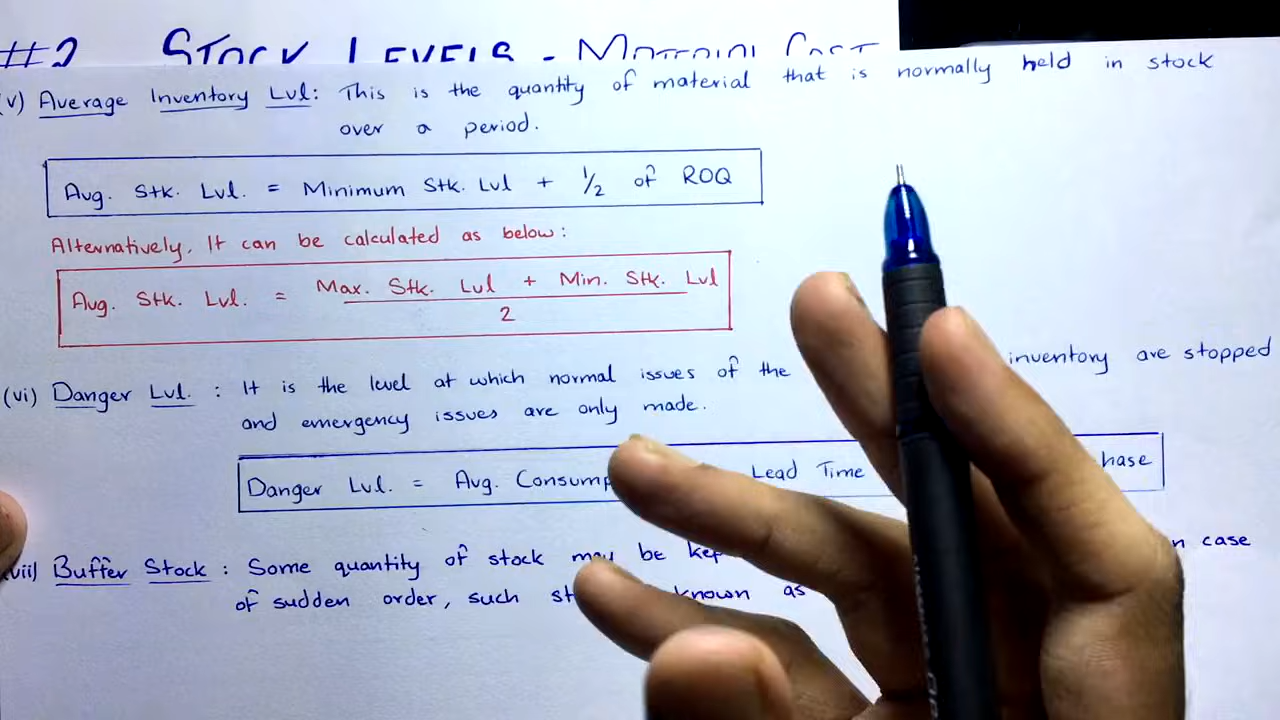 #2 STOCK LEVELS - Material Cost
(v) Average Inventory Lvl: This is the quantity of material that is normally held in stock
over a period.
Avg. Stk. Lvl. = Minimum Stk. Lvl + 1/2 of ROQ
Alternatively, It can be calculated as below:
Avg. Stk. Lvl. = Max. Stk. Lvl + Min. Stk. Lvl
2
(vi) Danger Lvl. : It is the level at which normal issues of the inventory are stopped
and emergency issues are only made.
Danger Lvl. = Avg. Consump Lead Time hase
(vii) Buffer Stock : Some quantity of stock may be kep n case
of sudden order, such st known as